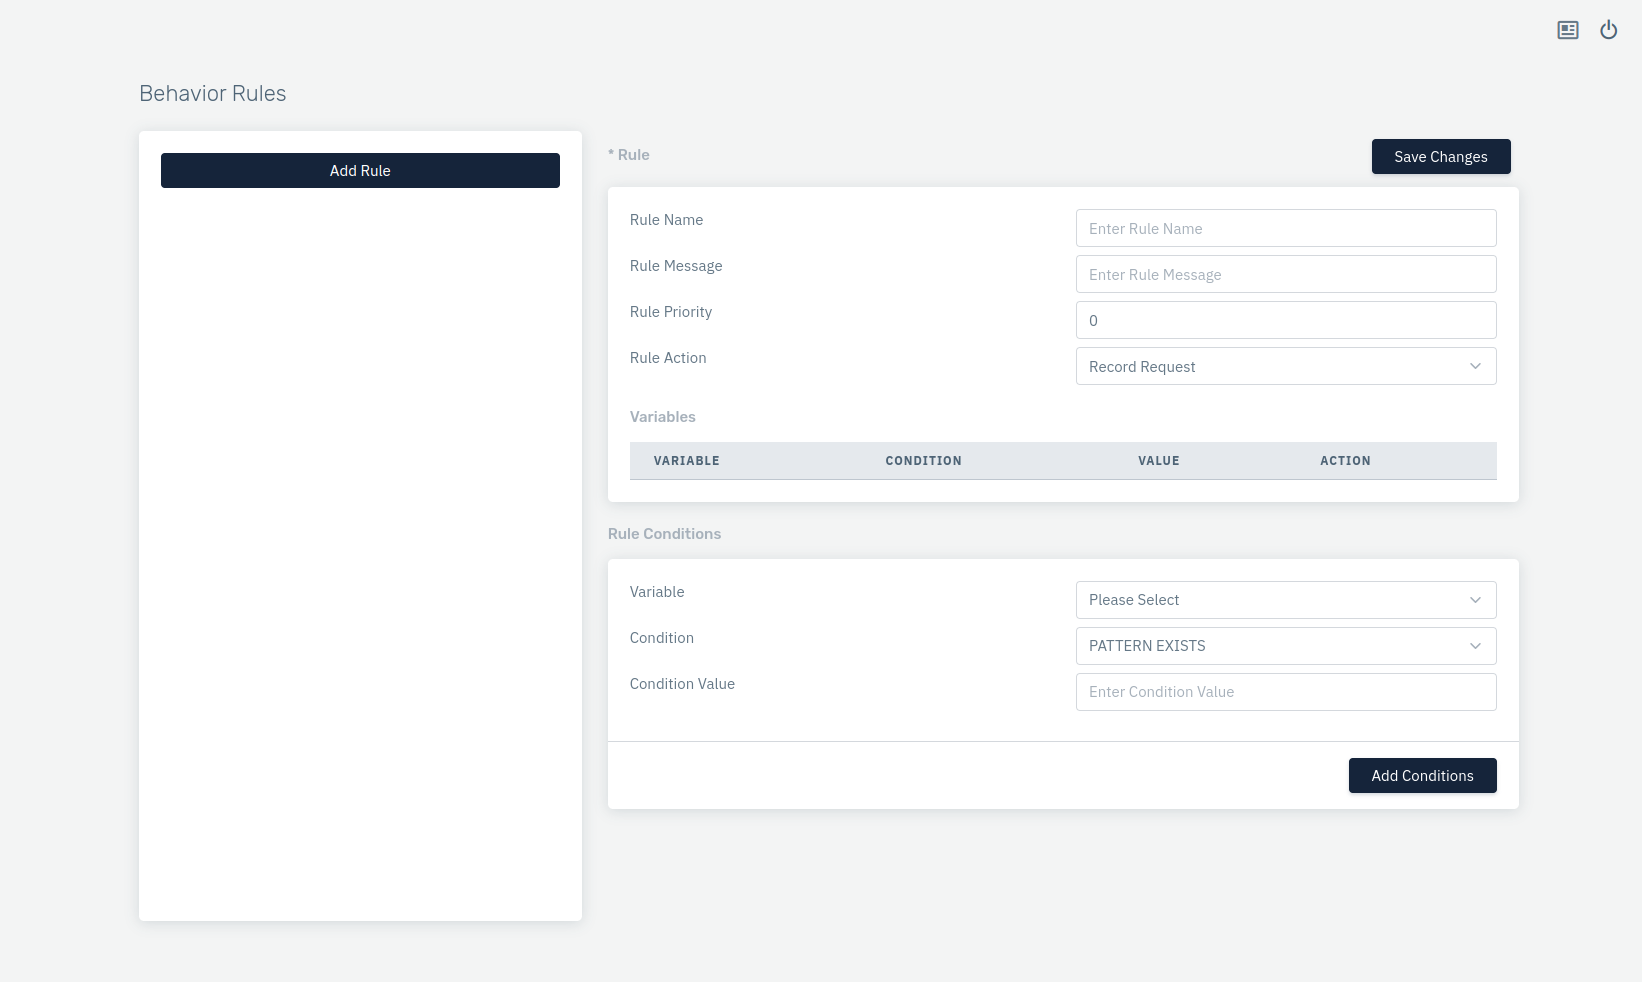 Behavior Rules
Add Rule
* Rule
Save Changes
Rule Name
Enter Rule Name
Rule Message
Enter Rule Message
Rule Priority
0
Rule Action
Record Request
Variables
VARIABLE CONDITION VALUE ACTION
Rule Conditions
Variable
Please Select
Condition
PATTERN EXISTS
Condition Value
Enter Condition Value
Add Conditions